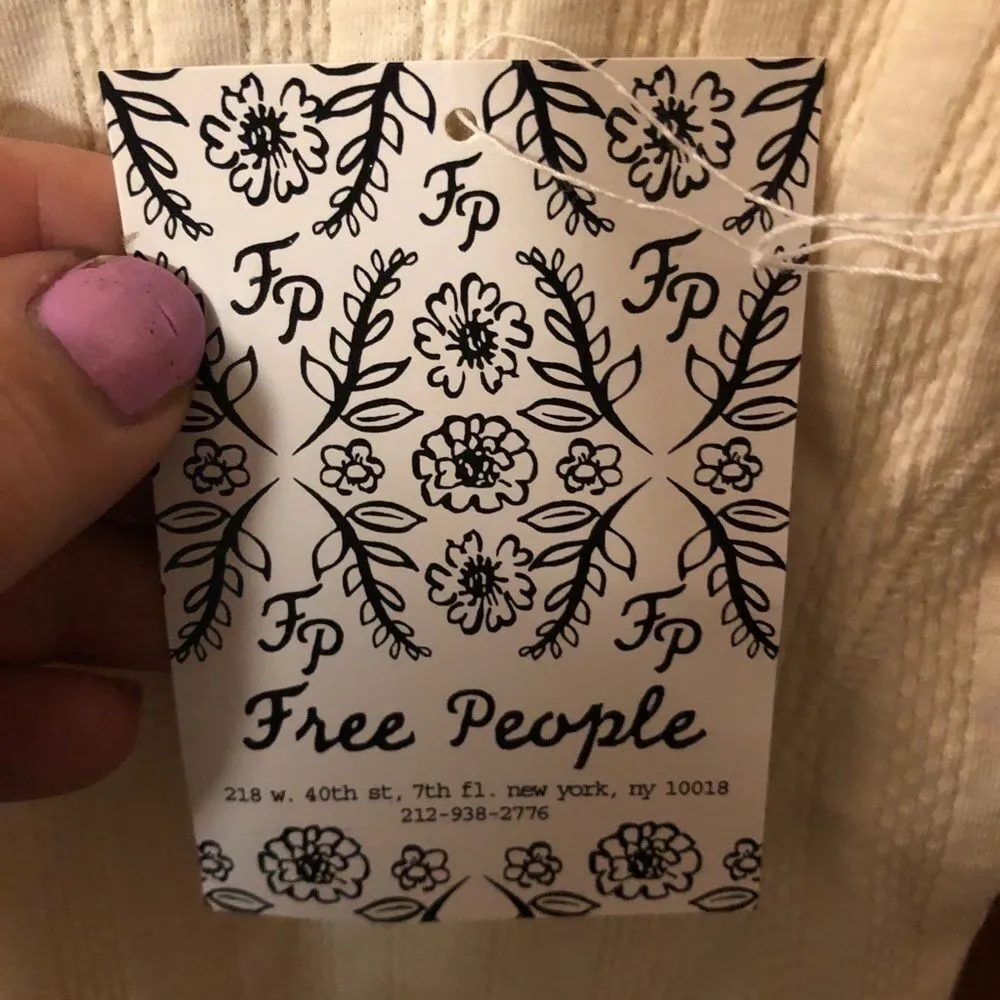 FP
FP
FP
FP
FP
Free People
218 w. 40th st, 7th fl. new york, ny 10018
212-938-2776